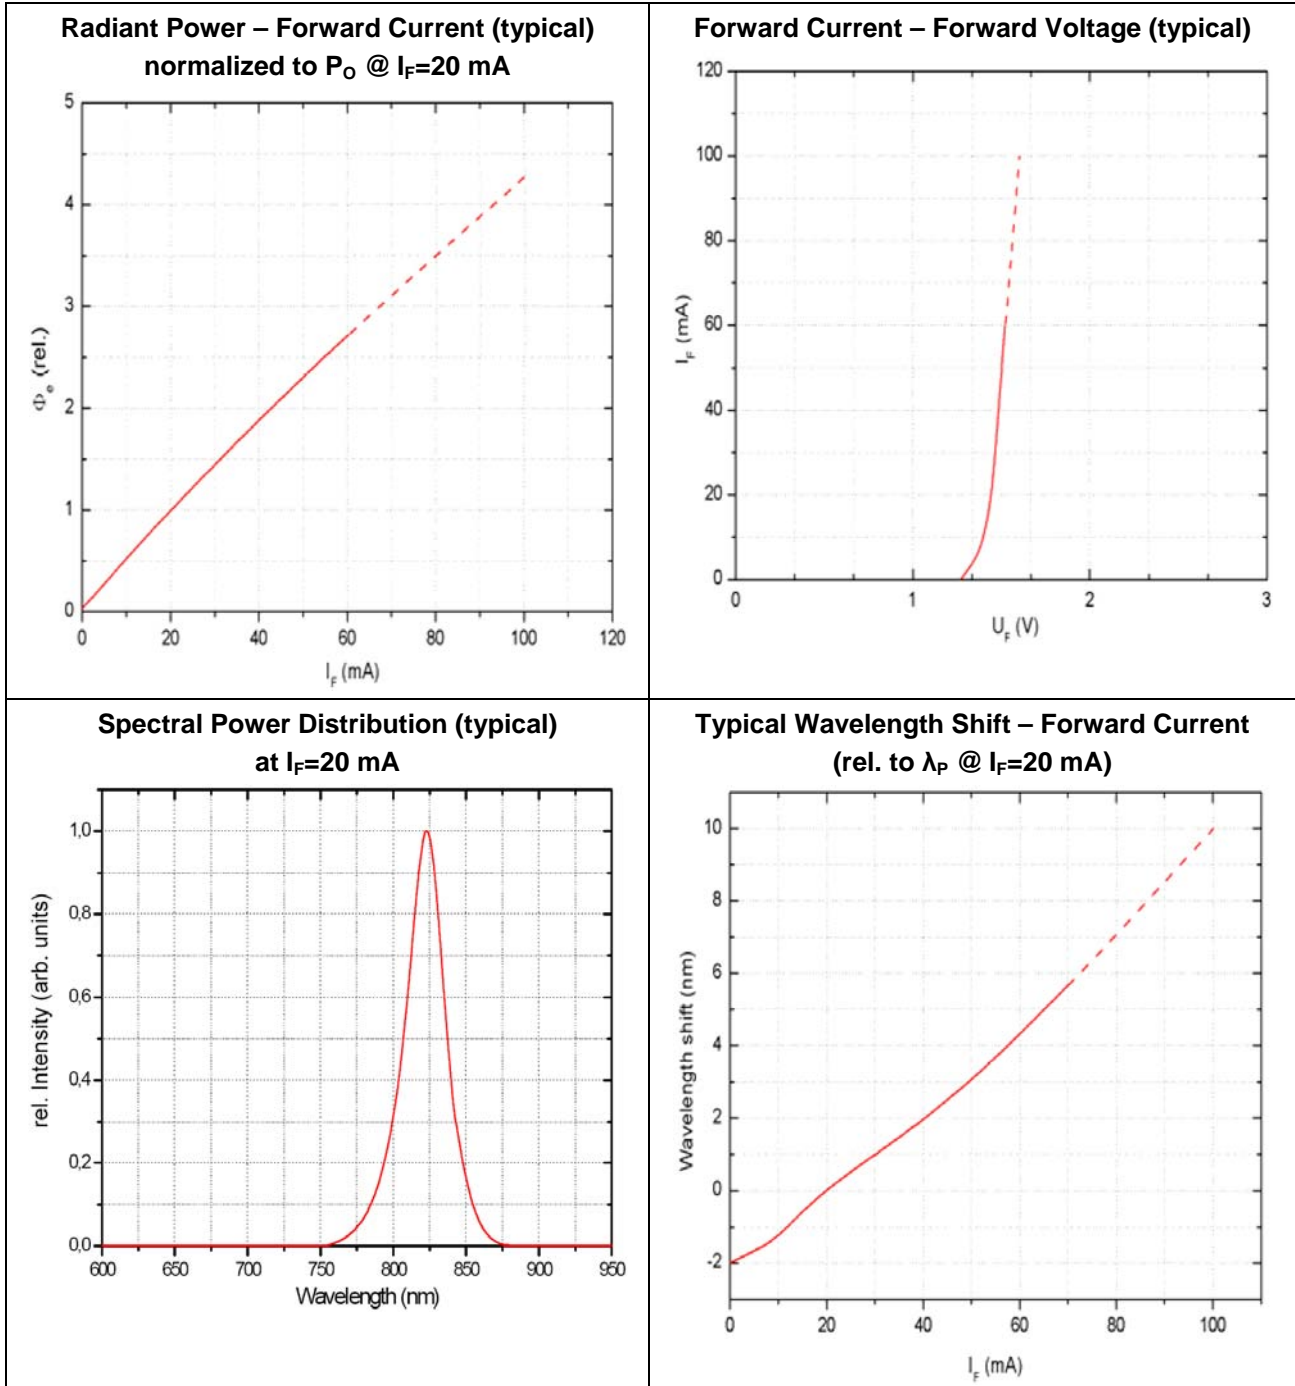 Radiant Power – Forward Current (typical)
normalized to PO @ IF=20 mA
5
4
3
2
1
0
Φe (rel.)
0 20 40 60 80 100 120
IF (mA)
Forward Current – Forward Voltage (typical)
120
100
80
60
40
20
0
IF (mA)
0 1 2 3
UF (V)
Spectral Power Distribution (typical)
at IF=20 mA
1,0
0,8
0,6
0,4
0,2
0,0
rel. Intensity (arb. units)
600 650 700 750 800 850 900 950
Wavelength (nm)
Typical Wavelength Shift – Forward Current
(rel. to λP @ IF=20 mA)
10
8
6
4
2
0
-2
Wavelength shift (nm)
0 20 40 60 80 100
IF (mA)